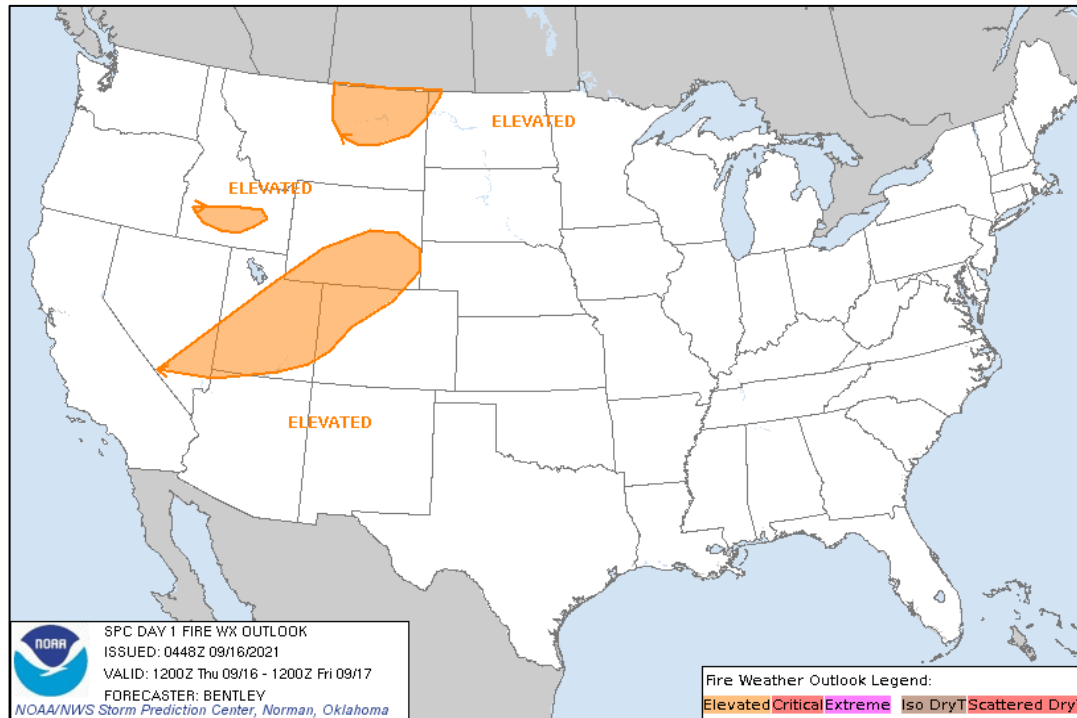 ELEVATED
ELEVATED
ELEVATED
NOAA
SPC DAY 1 FIRE WX OUTLOOK
ISSUED: 0448Z 09/16/2021
VALID: 1200Z Thu 09/16 - 1200Z Fri 09/17
FORECASTER: BENTLEY
NOAA/NWS Storm Prediction Center, Norman, Oklahoma
Fire Weather Outlook Legend:
Elevated Critical Extreme Iso DryT Scattered DryT